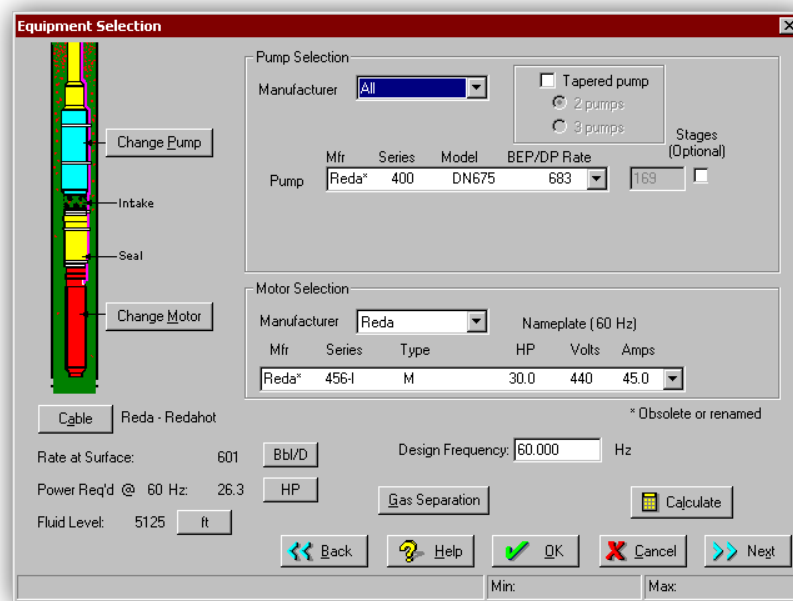 Equipment Selection
Pump Selection
Manufacturer All
Tapered pump
2 pumps
3 pumps
Stages
(Optional)
Mfr Series Model BEP/DP Rate
Pump Reda* 400 DN675 683 169
Change Pump
Intake
Seal
Change Motor
Motor Selection
Manufacturer Reda Nameplate (60 Hz)
Mfr Series Type HP Volts Amps
Reda* 456-I M 30.0 440 45.0
* Obsolete or renamed
Cable Reda - Redahot
Rate at Surface: 601 Bbl/D
Design Frequency: 60.000 Hz
Power Req'd @ 60 Hz: 26.3 HP
Gas Separation Calculate
Fluid Level: 5125 ft
Back Help OK Cancel Next
Min: Max: